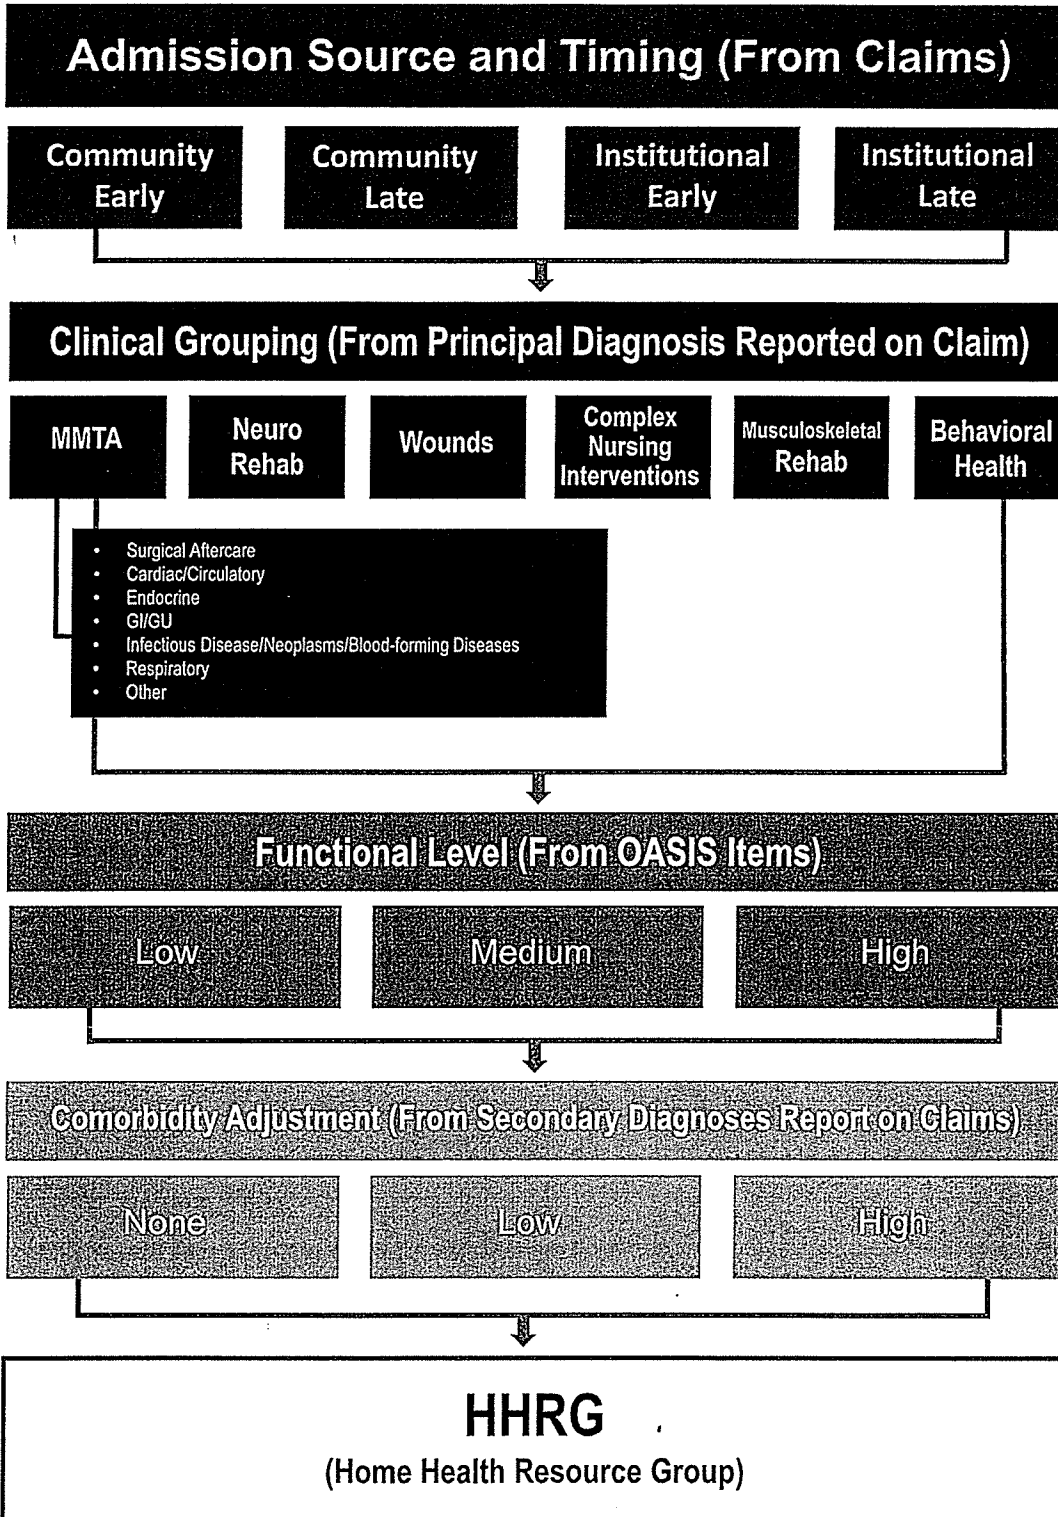 Admission Source and Timing (From Claims)
Community
Early
Community
Late
Institutional
Early
Institutional
Late
Clinical Grouping (From Principal Diagnosis Reported on Claim)
MMTA
Neuro
Rehab
Wounds
Complex
Nursing
Interventions
Musculoskeletal
Rehab
Behavioral
Health
• Surgical Aftercare
• Cardiac/Circulatory
• Endocrine
• GI/GU
• Infectious Disease/Neoplasms/Blood-forming Diseases
• Respiratory
• Other
Functional Level (From OASIS Items)
Low
Medium
High
Comorbidity Adjustment (From Secondary Diagnoses Report on Claims)
None
Low
High
HHRG
(Home Health Resource Group)